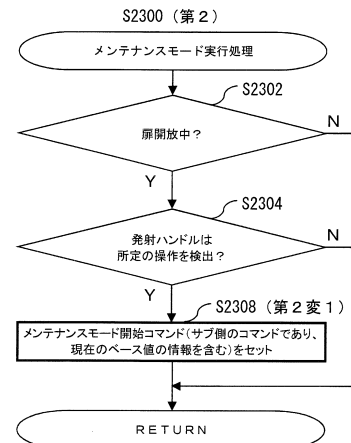 S2300（第２）
メンテナンスモード実行処理
S2302
扉開放中？
N
Y
S2304
発射ハンドルは
所定の操作を検出？
N
Y
S2308（第２変１）
メンテナンスモード開始コマンド（サブ側のコマンドであり、
現在のベース値の情報を含む）をセット
ＲＥＴＵＲＮ